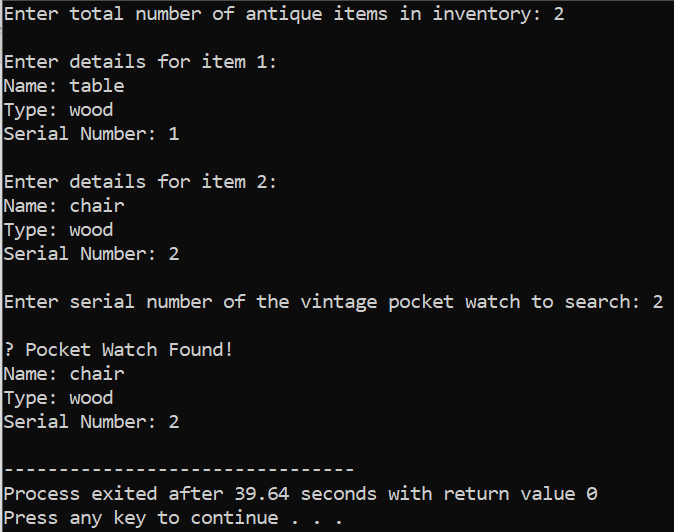 Enter total number of antique items in inventory: 2
Enter details for item 1:
Name: table
Type: wood
Serial Number: 1
Enter details for item 2:
Name: chair
Type: wood
Serial Number: 2
Enter serial number of the vintage pocket watch to search: 2
? Pocket Watch Found!
Name: chair
Type: wood
Serial Number: 2
--------------------------------
Process exited after 39.64 seconds with return value 0
Press any key to continue . . .